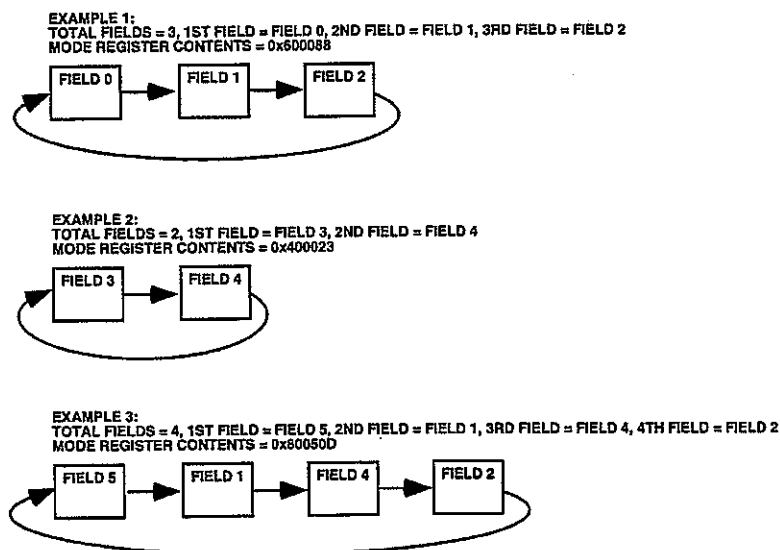 EXAMPLE 1:
TOTAL FIELDS = 3, 1ST FIELD = FIELD 0, 2ND FIELD = FIELD 1, 3RD FIELD = FIELD 2
MODE REGISTER CONTENTS = 0x600088
FIELD 0 FIELD 1 FIELD 2
EXAMPLE 2:
TOTAL FIELDS = 2, 1ST FIELD = FIELD 3, 2ND FIELD = FIELD 4
MODE REGISTER CONTENTS = 0x400023
FIELD 3 FIELD 4
EXAMPLE 3:
TOTAL FIELDS = 4, 1ST FIELD = FIELD 5, 2ND FIELD = FIELD 1, 3RD FIELD = FIELD 4, 4TH FIELD = FIELD 2
MODE REGISTER CONTENTS = 0x80050D
FIELD 5 FIELD 1 FIELD 4 FIELD 2